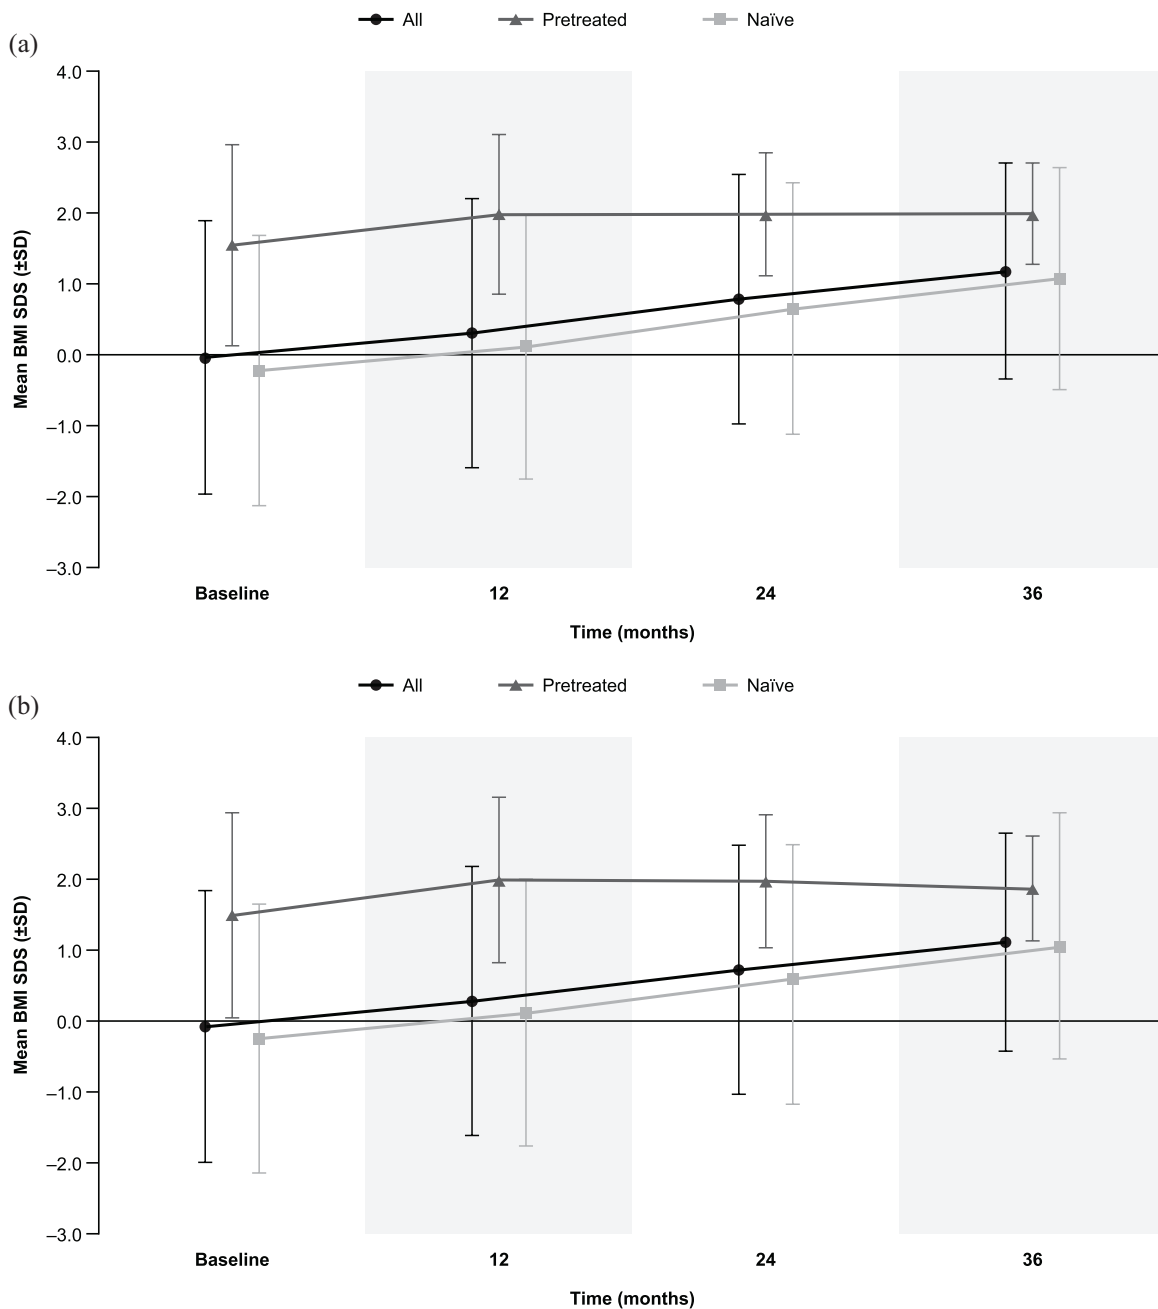 All Pretreated Naïve
(a)
4.0
3.0
2.0
1.0
0.0
–1.0
–2.0
–3.0
Mean BMI SDS (±SD)
Baseline 12 24 36
Time (months)
All Pretreated Naïve
(b)
4.0
3.0
2.0
1.0
0.0
–1.0
–2.0
–3.0
Mean BMI SDS (±SD)
Baseline 12 24 36
Time (months)